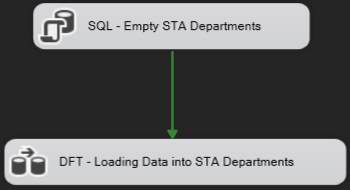 SQL - Empty STA Departments
DFT - Loading Data into STA Departments